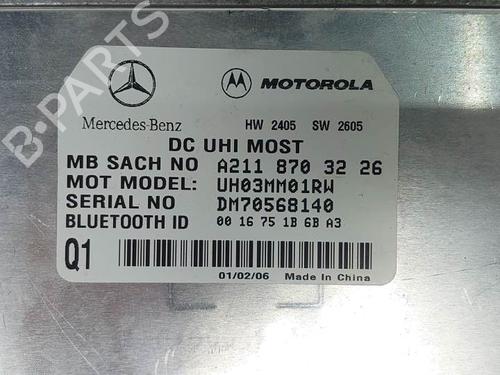 MOTOROLA
Mercedes-Benz HW 2405 SW 2605
DC UHI MOST
MB SACH NO A211 870 32 26
MOT MODEL: UH03MM01RW
SERIAL NO DM70568140
BLUETOOTH ID 00 16 75 1B 6B A3
Q1
01/02/06 Made In China
B-PARTS